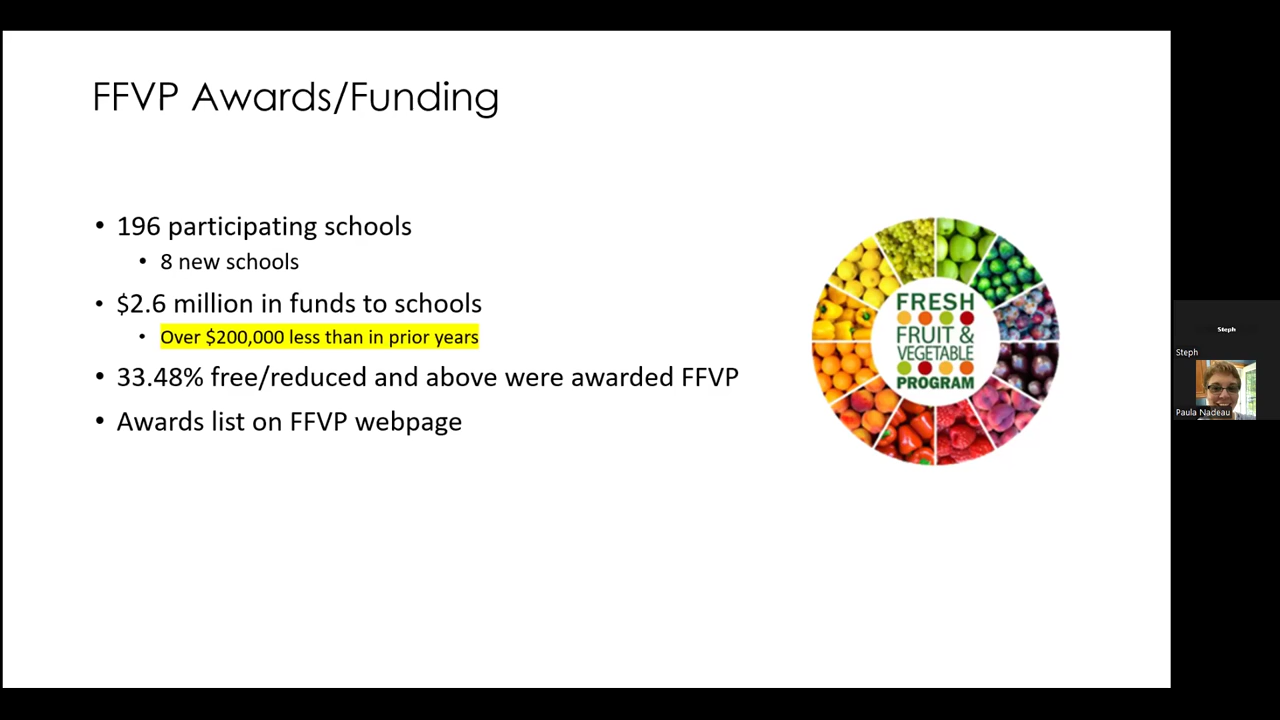 FFVP Awards/Funding
• 196 participating schools
• 8 new schools
• $2.6 million in funds to schools
• Over $200,000 less than in prior years
• 33.48% free/reduced and above were awarded FFVP
• Awards list on FFVP webpage
FRESH
FRUIT &
VEGETABLE
PROGRAM
Steph
Steph
Paula Nadeau